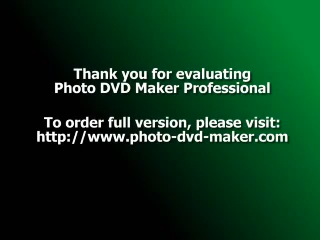 Thank you for evaluating
Photo DVD Maker Professional
To order full version, please visit:
http://www.photo-dvd-maker.com